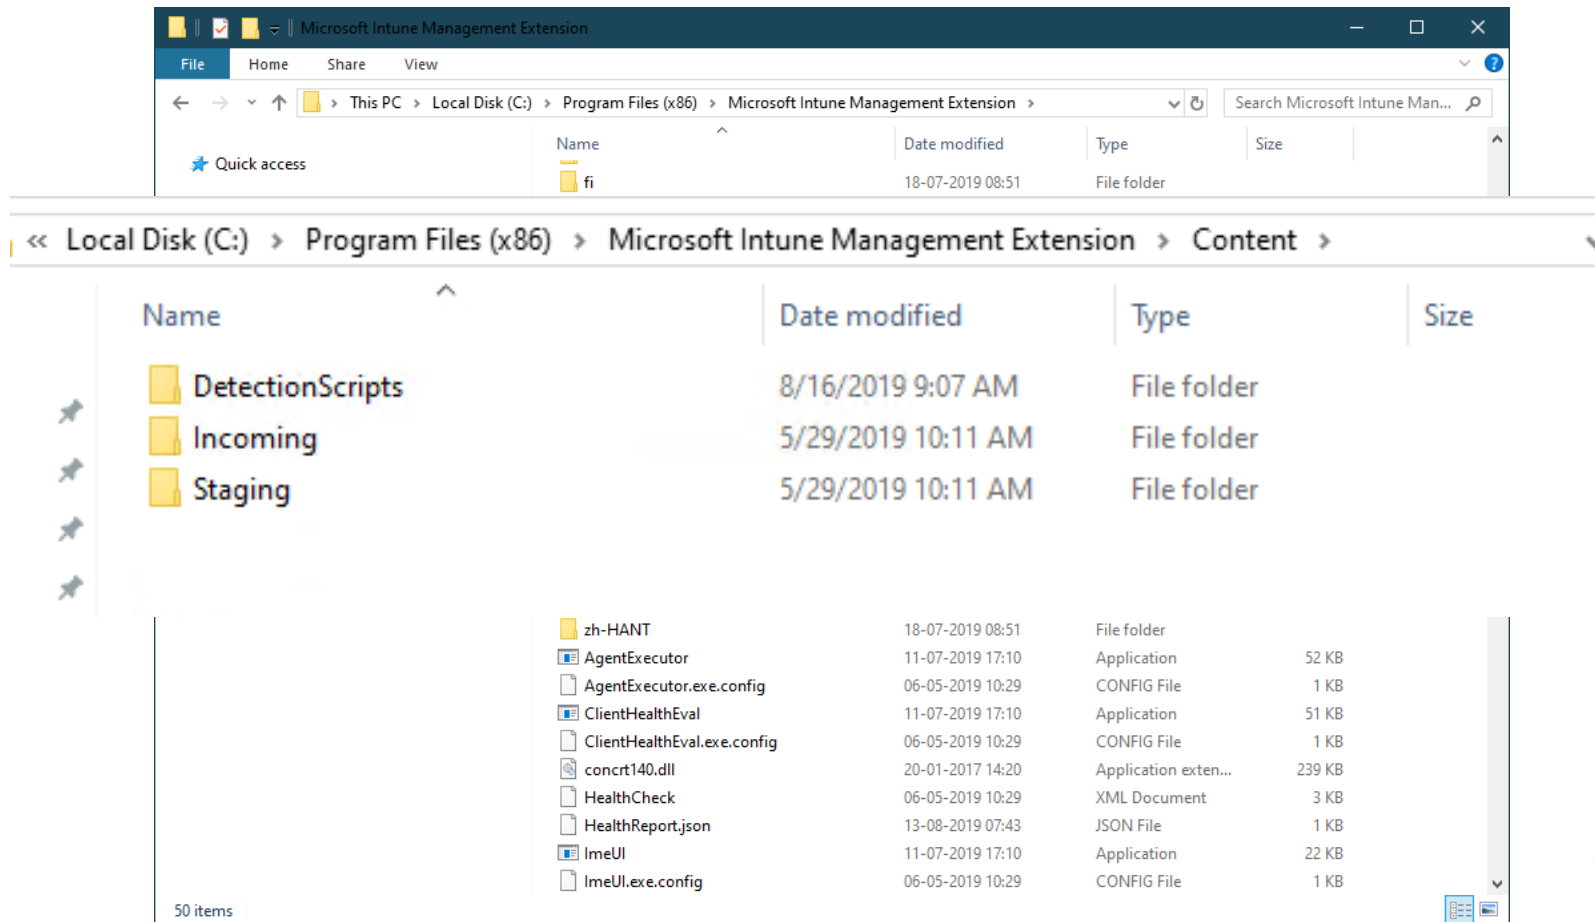 Microsoft Intune Management Extension
File Home Share View
This PC > Local Disk (C:) > Program Files (x86) > Microsoft Intune Management Extension >
Search Microsoft Intune Man...
Name Date modified Type Size
Quick access
fi 18-07-2019 08:51 File folder
« Local Disk (C:) > Program Files (x86) > Microsoft Intune Management Extension > Content >
Name Date modified Type Size
DetectionScripts 8/16/2019 9:07 AM File folder
Incoming 5/29/2019 10:11 AM File folder
Staging 5/29/2019 10:11 AM File folder
zh-HANT 18-07-2019 08:51 File folder
AgentExecutor 11-07-2019 17:10 Application 52 KB
AgentExecutor.exe.config 06-05-2019 10:29 CONFIG File 1 KB
ClientHealthEval 11-07-2019 17:10 Application 51 KB
ClientHealthEval.exe.config 06-05-2019 10:29 CONFIG File 1 KB
concrt140.dll 20-01-2017 14:20 Application exten... 239 KB
HealthCheck 06-05-2019 10:29 XML Document 3 KB
HealthReport.json 13-08-2019 07:43 JSON File 1 KB
ImeUI 11-07-2019 17:10 Application 22 KB
ImeUI.exe.config 06-05-2019 10:29 CONFIG File 1 KB
50 items